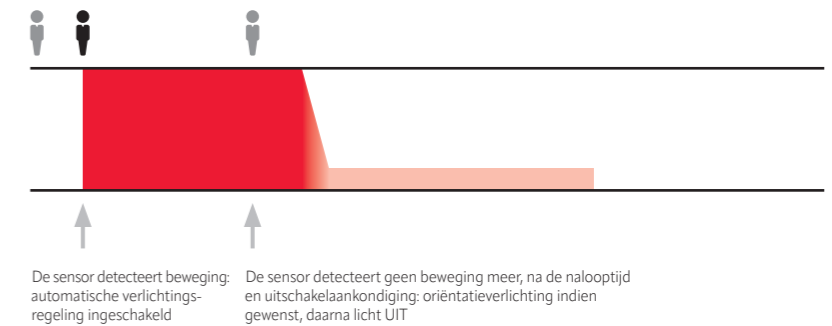 De sensor detecteert beweging:
automatische verlichtings-
regeling ingeschakeld
De sensor detecteert geen beweging meer, na de nalooptijd
en uitschakelaankondiging: oriëntatieverlichting indien
gewenst, daarna licht UIT